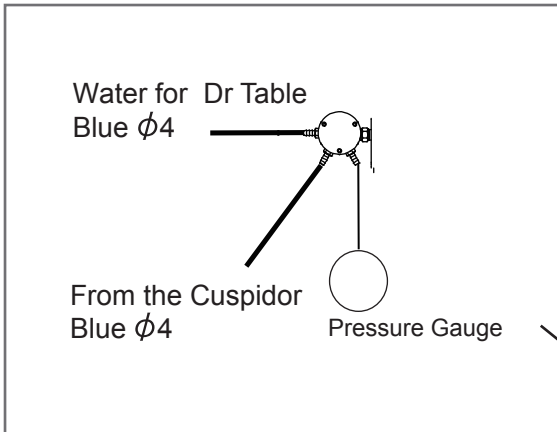 Water for Dr Table
Blue ϕ4
From the Cuspidor
Blue ϕ4
Pressure Gauge